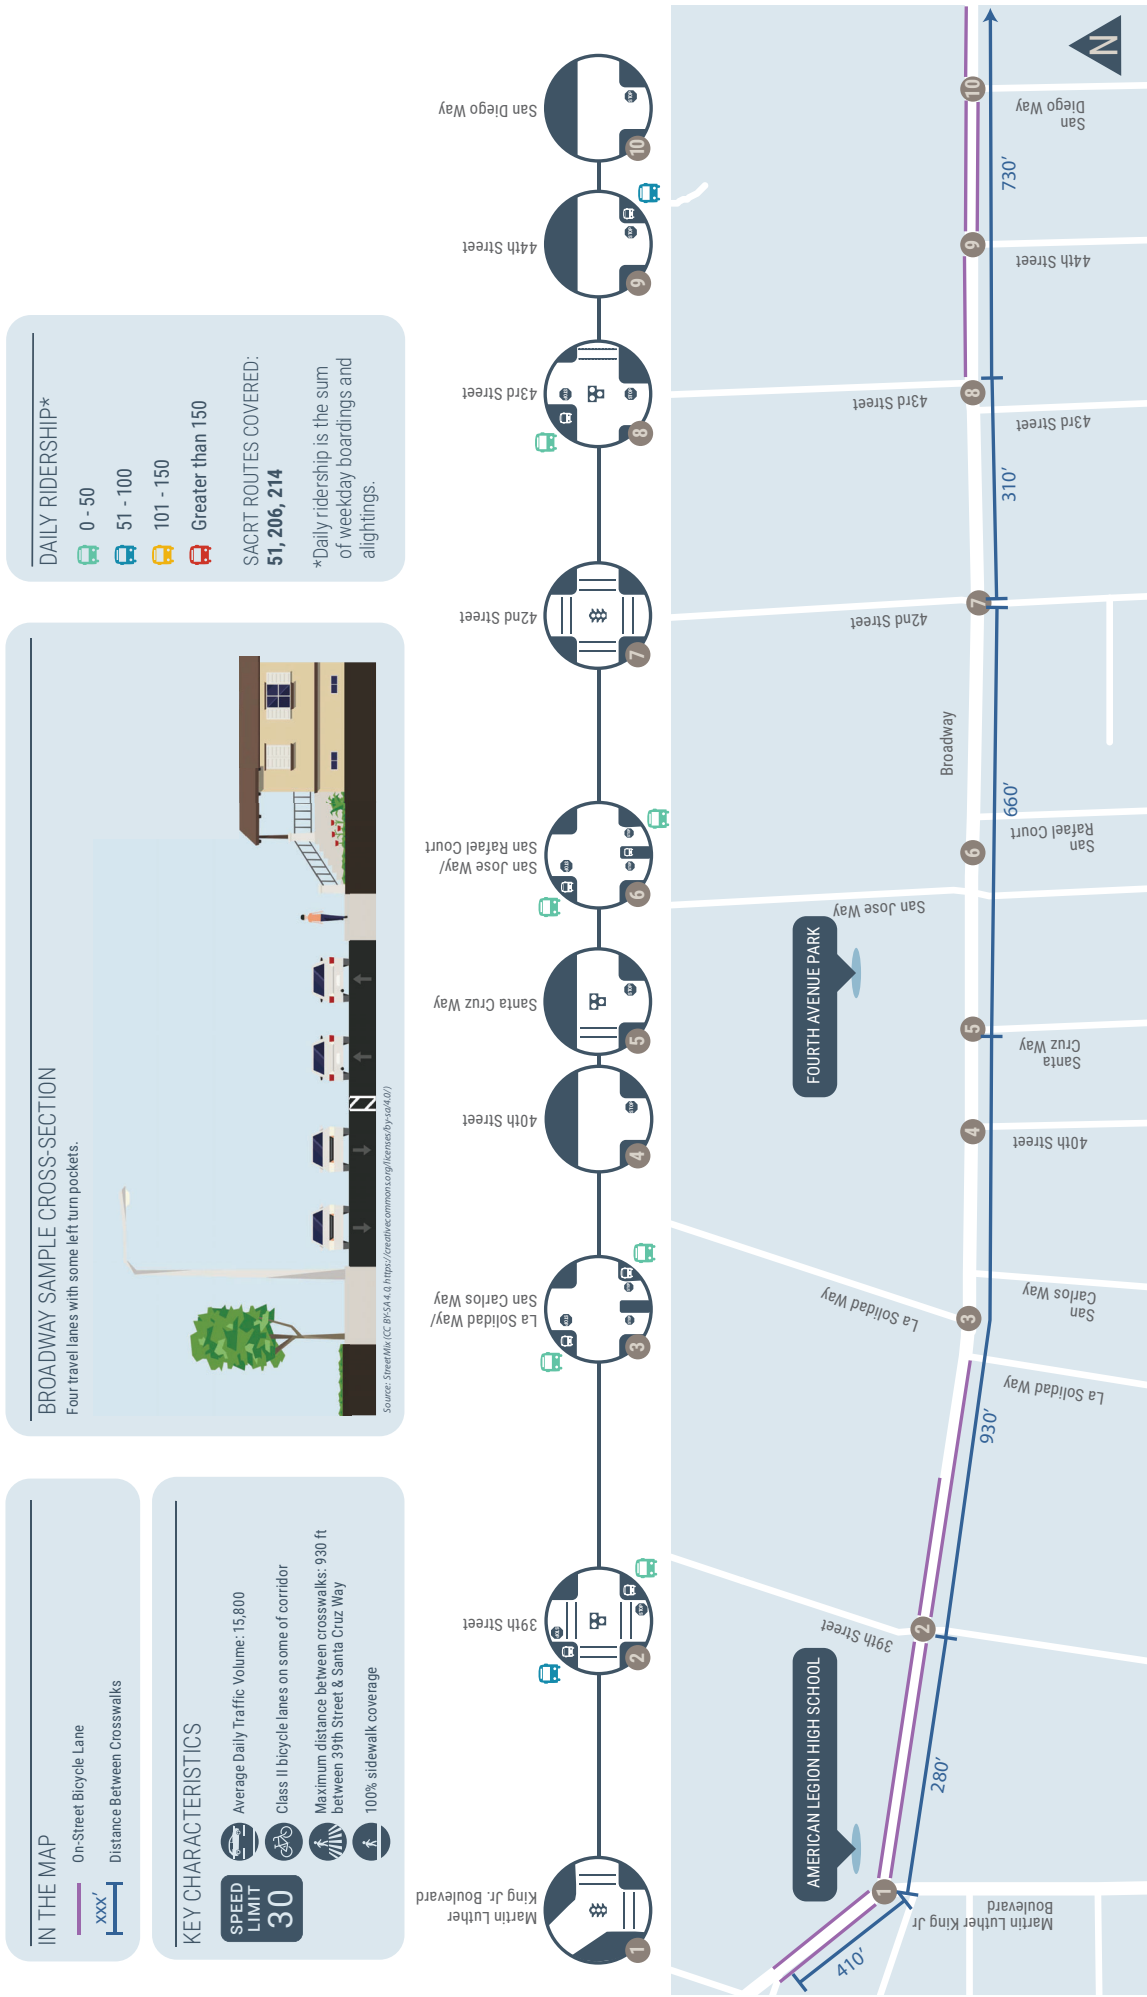 IN THE MAP
On-Street Bicycle Lane
xxx’
Distance Between Crosswalks
KEY CHARACTERISTICS
SPEED
LIMIT
30
Average Daily Traffic Volume: 15,800
Class II bicycle lanes on some of corridor
Maximum distance between crosswalks: 930 ft
between 39th Street & Santa Cruz Way
100% sidewalk coverage
BROADWAY SAMPLE CROSS-SECTION
Four travel lanes with some left turn pockets.
Source: StreetMix (CC BY-SA 4.0, https://creativecommons.org/licenses/by-sa/4.0/)
DAILY RIDERSHIP*
0 - 50
51 - 100
101 - 150
Greater than 150
SACRT ROUTES COVERED:
51, 206, 214
*Daily ridership is the sum
of weekday boardings and
alightings.
Martin Luther
King Jr. Boulevard
1
39th Street
2
La Solidad Way/
San Carlos Way
3
40th Street
4
Santa Cruz Way
5
San Jose Way/
San Rafael Court
6
42nd Street
7
43rd Street
8
44th Street
9
San Diego Way
10
AMERICAN LEGION HIGH SCHOOL
FOURTH AVENUE PARK
39th Street
La Solidad Way
San Jose Way
42nd Street
43rd Street
Broadway
1
2
3
4
5
6
7
8
9
10
410’
280’
930’
660’
310’
730’
Martin Luther King Jr
Boulevard
La Solidad Way
San
Carlos Way
40th Street
Santa
Cruz Way
San
Rafael Court
43rd Street
44th Street
San
Diego Way
N